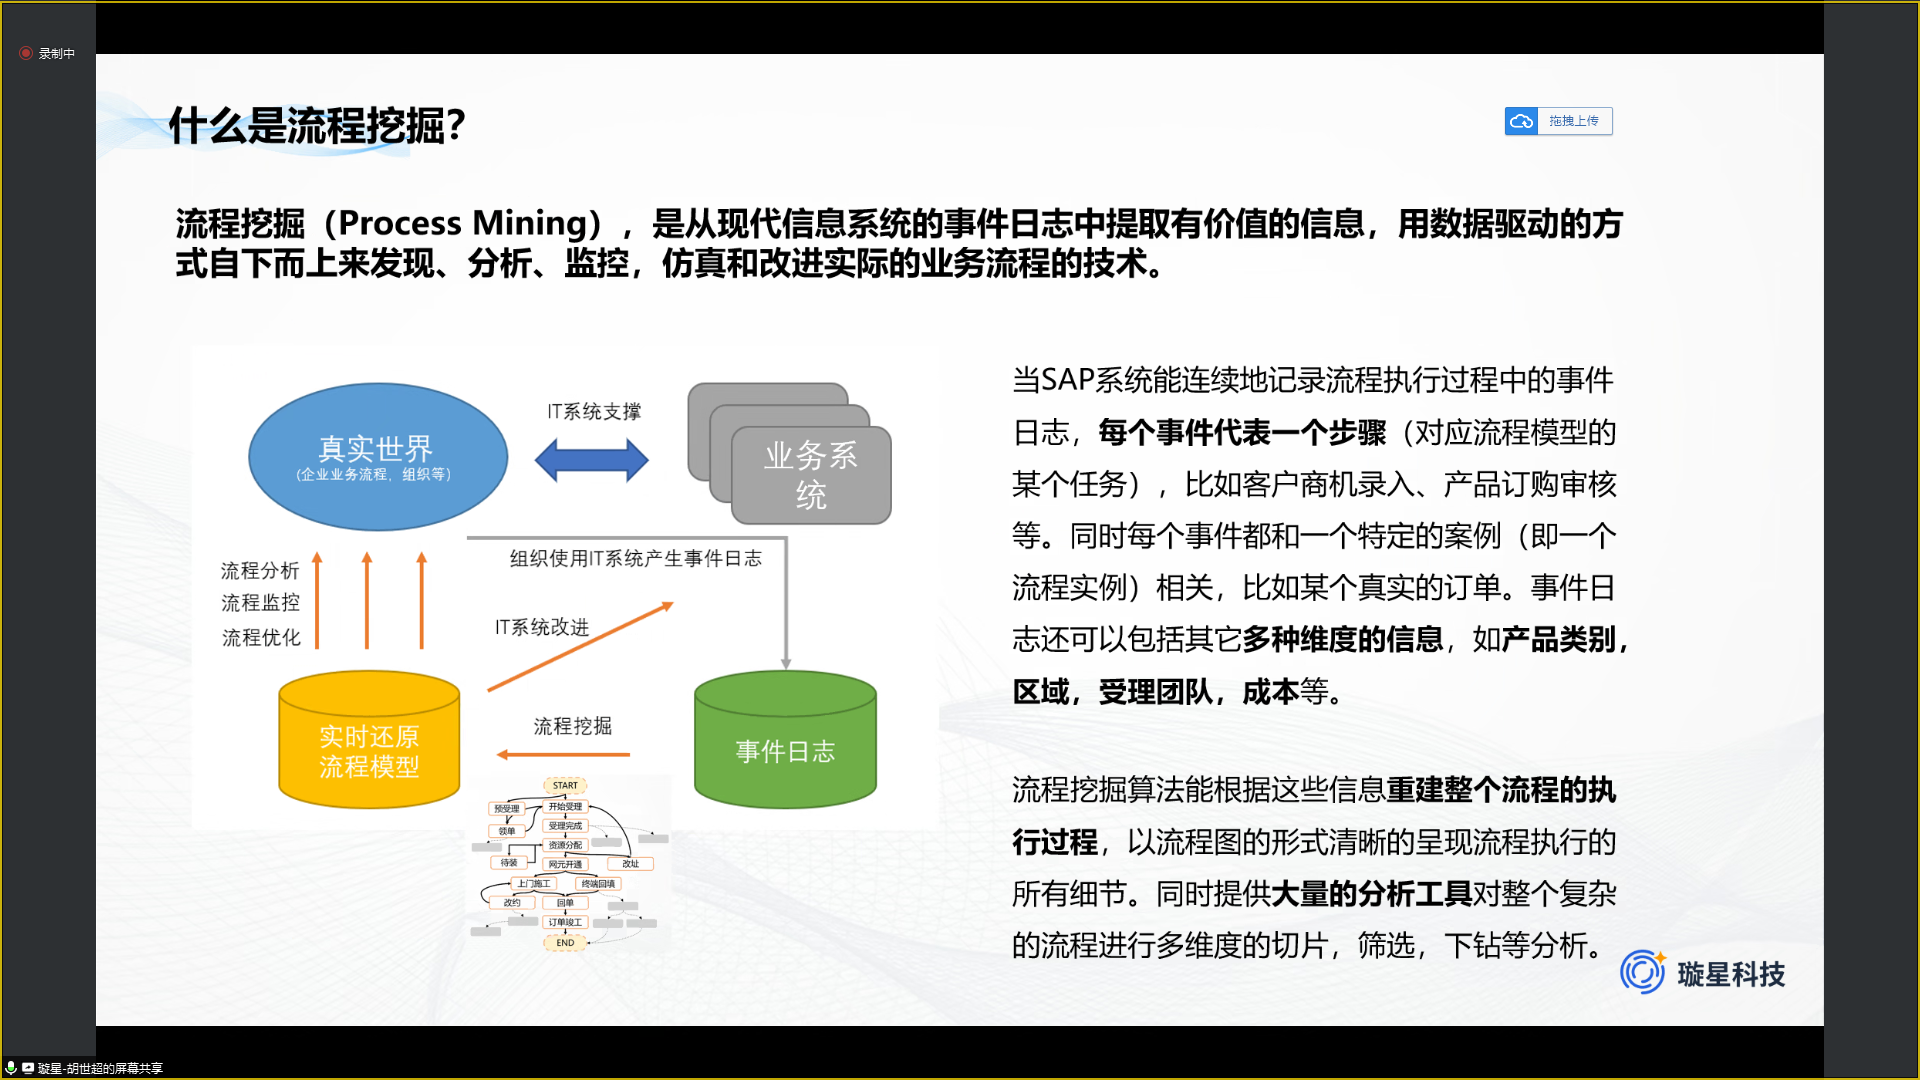 录制中
什么是流程挖掘?
拖拽上传
流程挖掘（Process Mining），是从现代信息系统的事件日志中提取有价值的信息，用数据驱动的方
式自下而上来发现、分析、监控，仿真和改进实际的业务流程的技术。
真实世界
(企业业务流程，组织等)
IT系统支撑
业务系
统
组织使用IT系统产生事件日志
流程分析
流程监控
流程优化
IT系统改进
实时还原
流程模型
流程挖掘
事件日志
START
预受理
开始受理
领单
受理完成
资源分配
待装
网元开通
改址
上门施工
终端回填
改约
回单
订单竣工
END
当SAP系统能连续地记录流程执行过程中的事件
日志，每个事件代表一个步骤（对应流程模型的
某个任务），比如客户商机录入、产品订购审核
等。同时每个事件都和一个特定的案例（即一个
流程实例）相关，比如某个真实的订单。事件日
志还可以包括其它多种维度的信息，如产品类别，
区域，受理团队，成本等。
流程挖掘算法能根据这些信息重建整个流程的执
行过程，以流程图的形式清晰的呈现流程执行的
所有细节。同时提供大量的分析工具对整个复杂
的流程进行多维度的切片，筛选，下钻等分析。
璇星科技
璇星-胡世超的屏幕共享